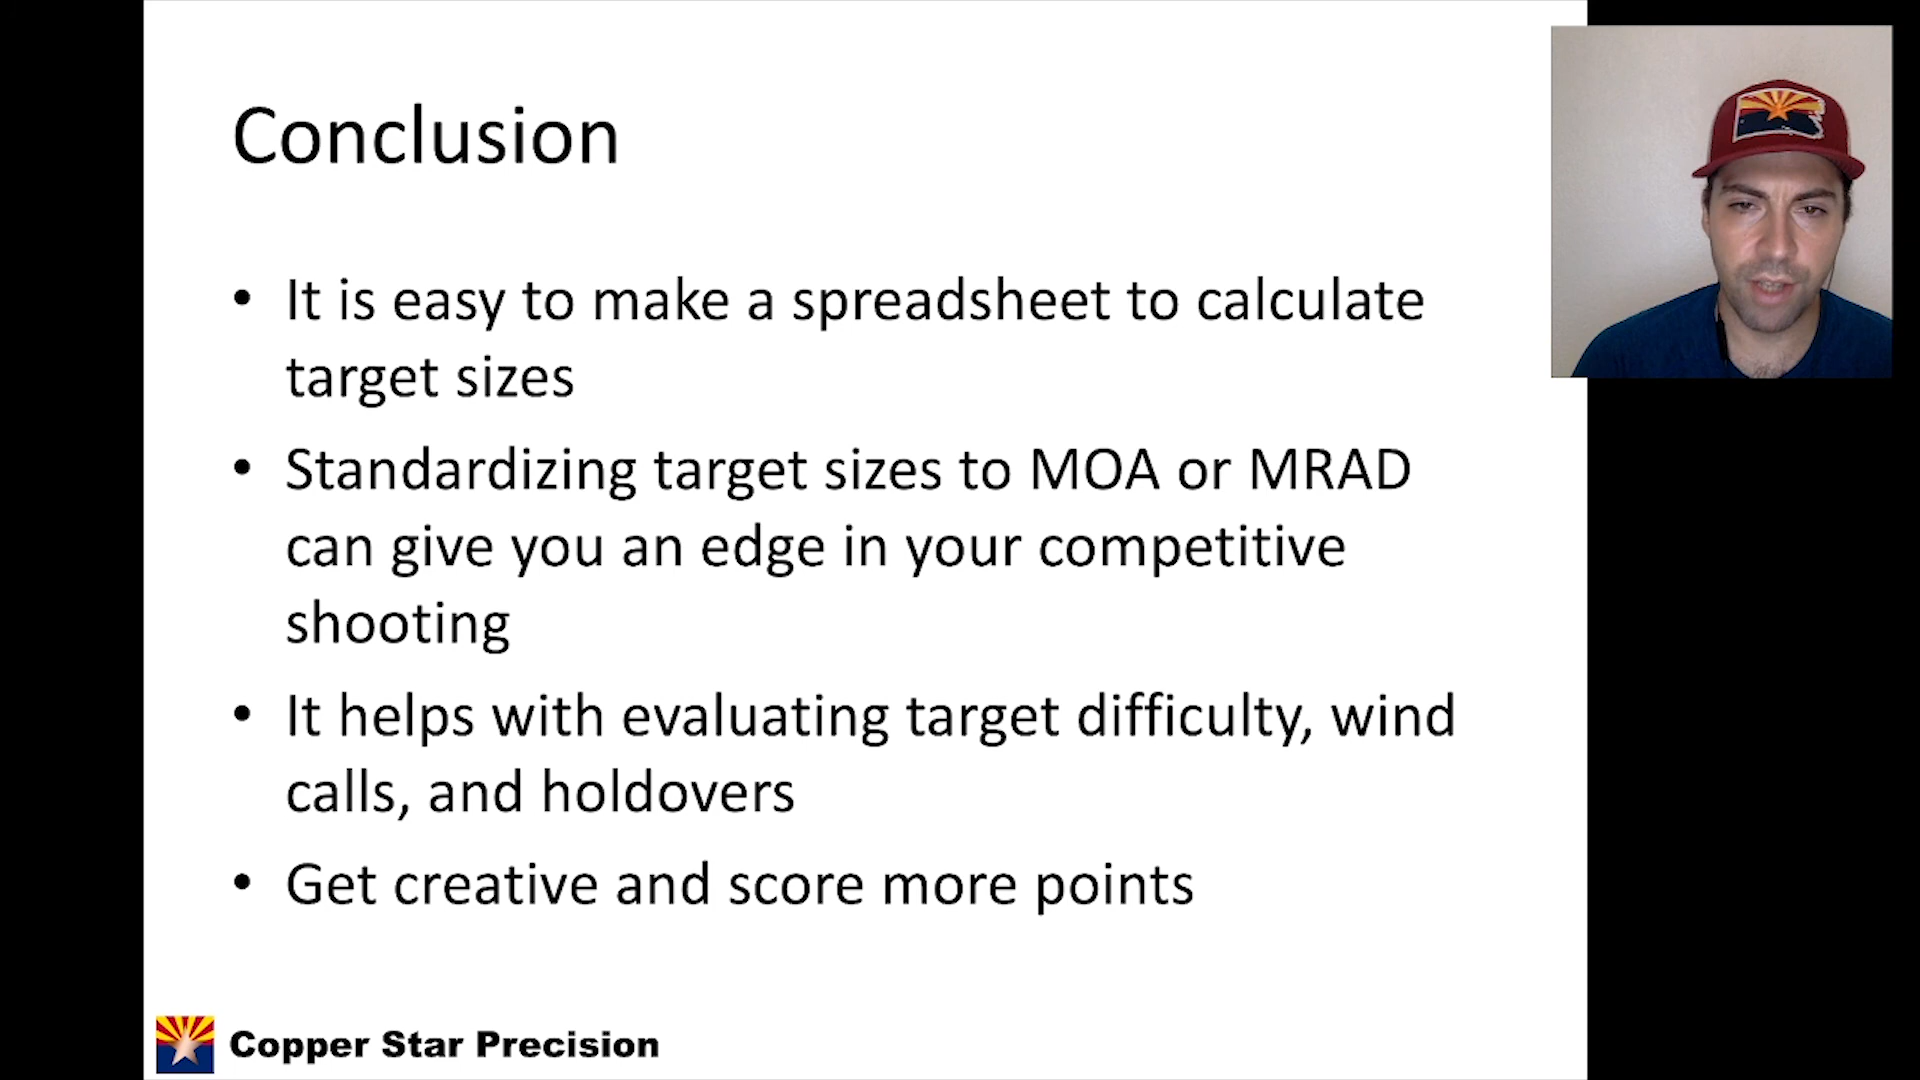 Conclusion
• It is easy to make a spreadsheet to calculate
target sizes
• Standardizing target sizes to MOA or MRAD
can give you an edge in your competitive
shooting
• It helps with evaluating target difficulty, wind
calls, and holdovers
• Get creative and score more points
Copper Star Precision